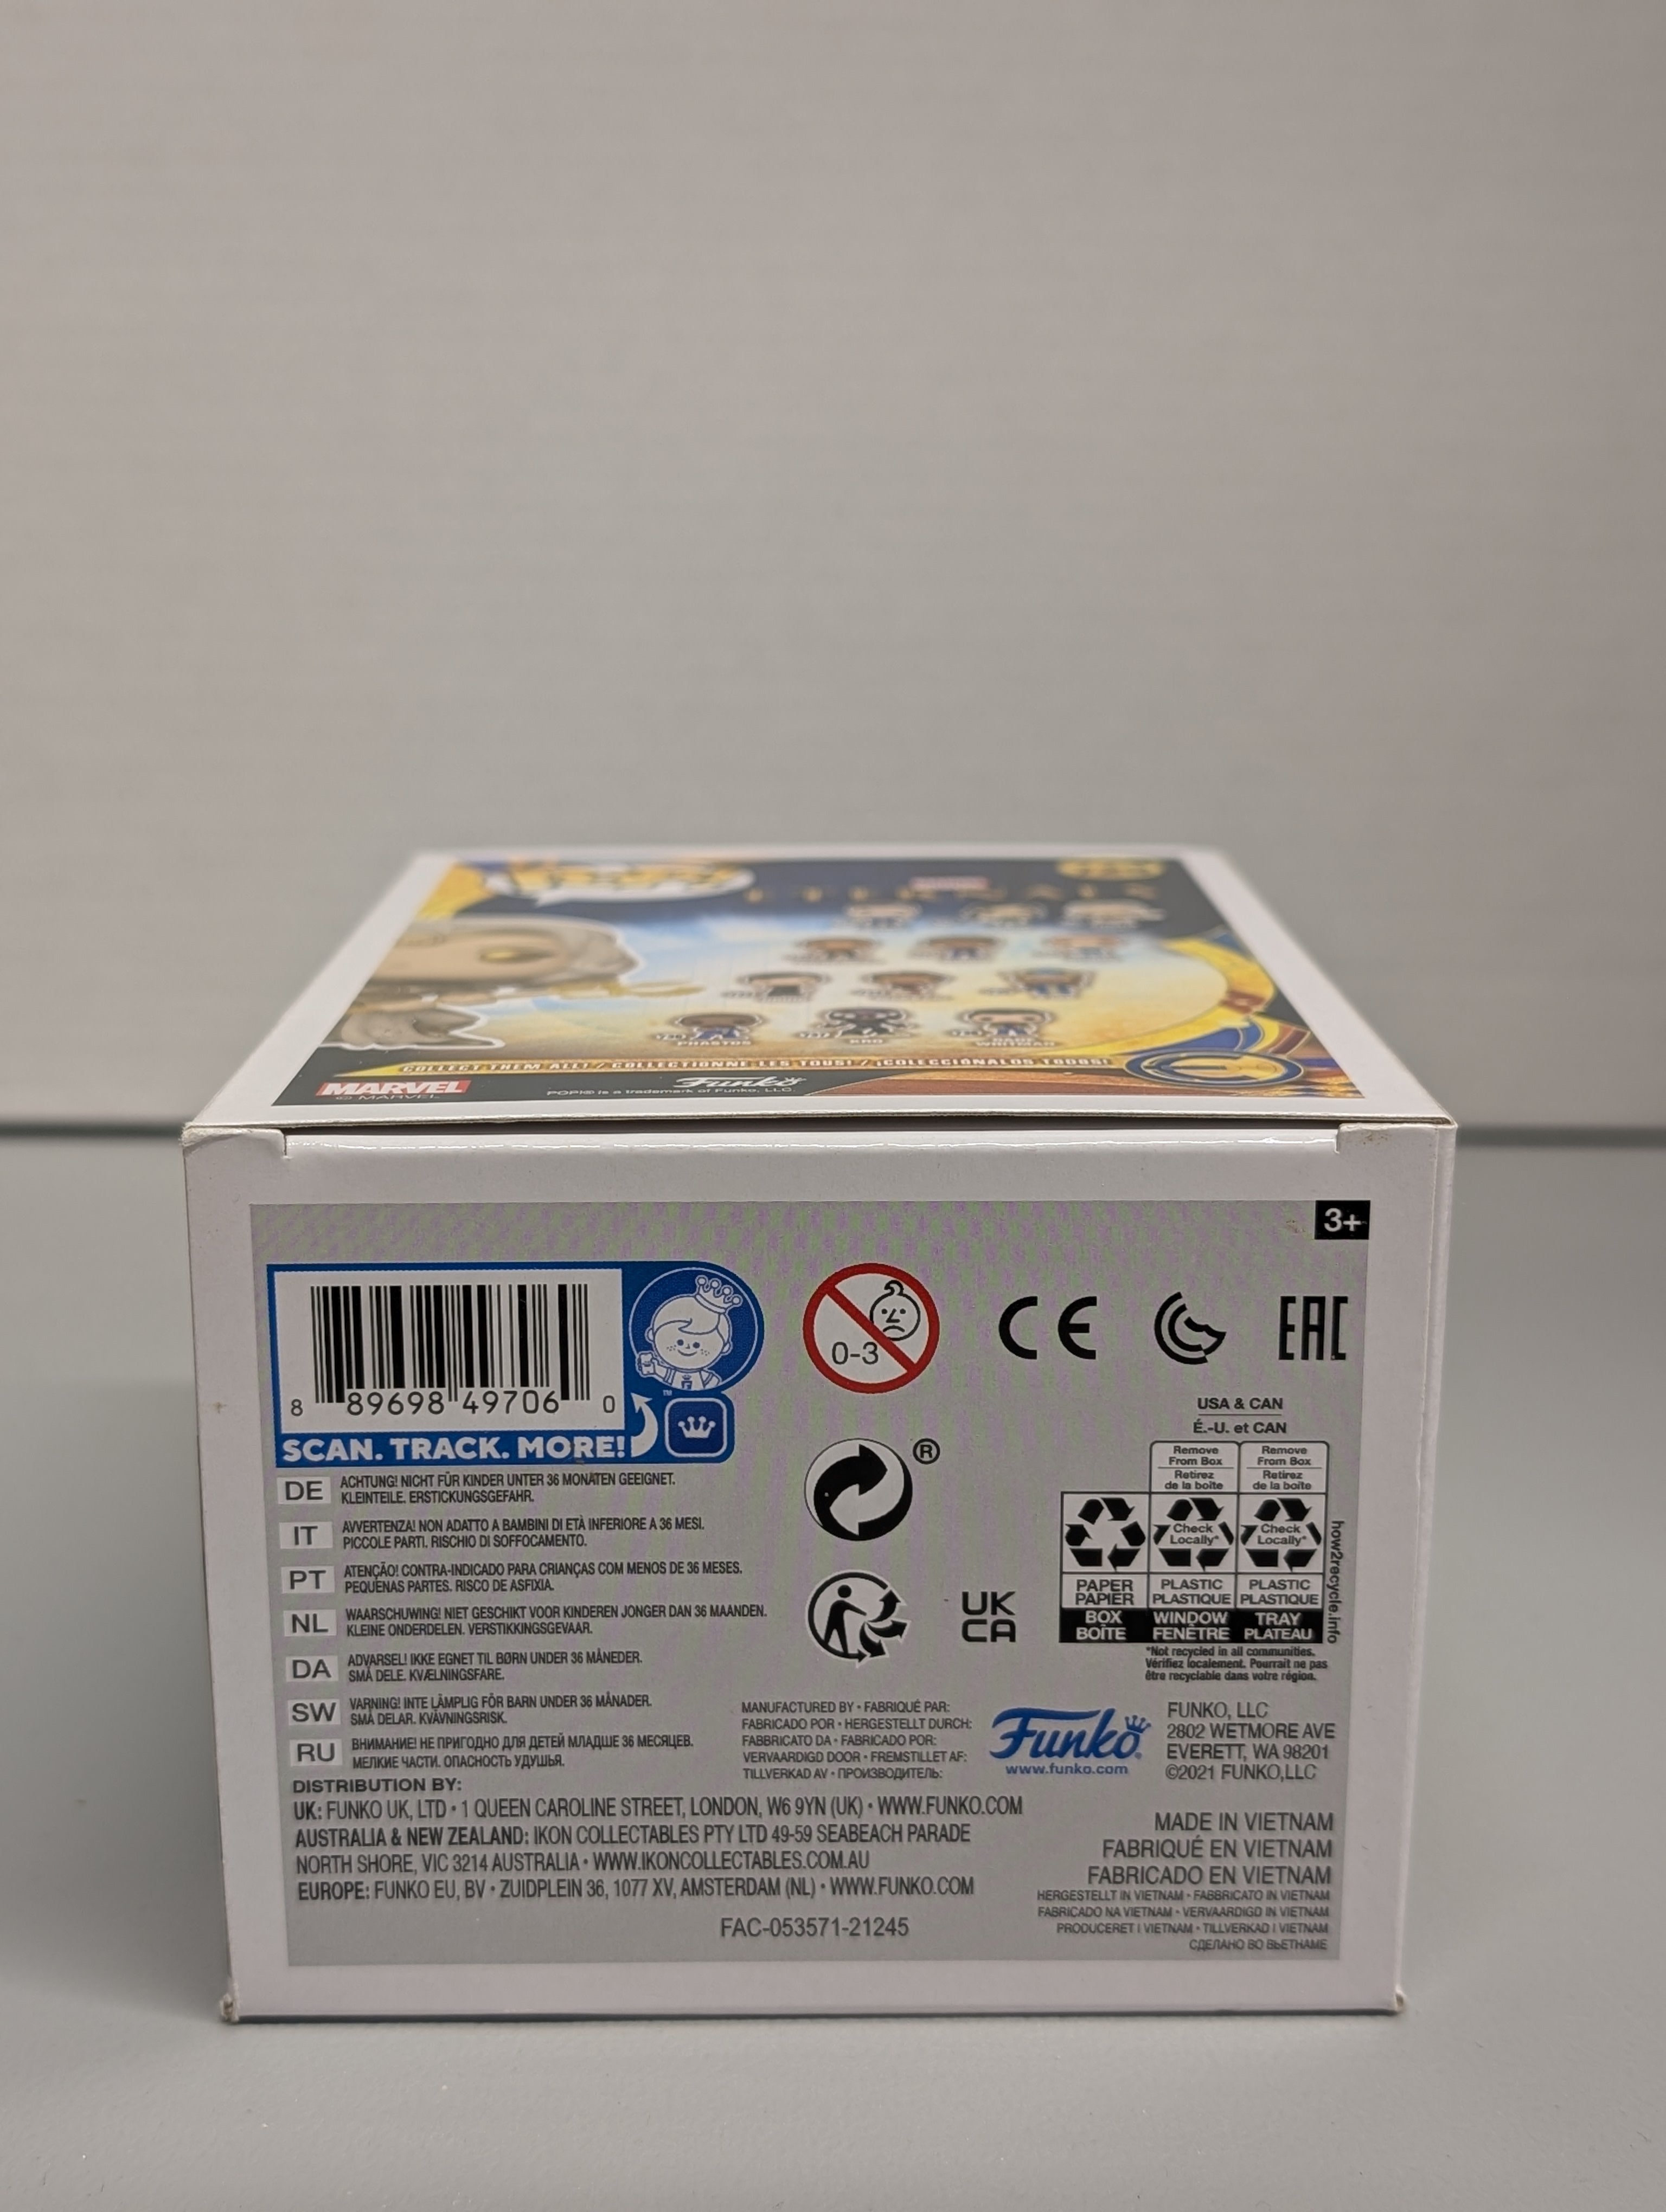 MARVEL
ETERNALS
PHASTOS
KRO
DANE
WHITMAN
COLLECT THEM ALL! / COLLECTIONNE LES TOUS! / ¡COLECCIÓNALOS TODOS!
MARVEL
© MARVEL
POP!® is a trademark of Funko, LLC.
Funko
3+
8 89698 49706 0
SCAN. TRACK. MORE!
™
0-3
CE
EAC
®
UK
CA
USA & CAN
É.-U. et CAN
Remove From Box
Retirez de la boîte
Remove From Box
Retirez de la boîte
Check Locally*
Check Locally*
PAPER PAPIER
PLASTIC PLASTIQUE
PLASTIC PLASTIQUE
BOX BOÎTE
WINDOW FENÊTRE
TRAY PLATEAU
how2recycle.info
*Not recycled in all communities.
Vérifiez localement. Pourrait ne pas
être recyclable dans votre région.
DE ACHTUNG! NICHT FÜR KINDER UNTER 36 MONATEN GEEIGNET.
KLEINTEILE. ERSTICKUNGSGEFAHR.
IT AVVERTENZA! NON ADATTO A BAMBINI DI ETÀ INFERIORE A 36 MESI.
PICCOLE PARTI. RISCHIO DI SOFFOCAMENTO.
PT ATENÇÃO! CONTRA-INDICADO PARA CRIANÇAS COM MENOS DE 36 MESES.
PEQUENAS PARTES. RISCO DE ASFIXIA.
NL WAARSCHUWING! NIET GESCHIKT VOOR KINDEREN JONGER DAN 36 MAANDEN.
KLEINE ONDERDELEN. VERSTIKKINGSGEVAAR.
DA ADVARSEL! IKKE EGNET TIL BØRN UNDER 36 MÅNEDER.
SMÅ DELE. KVÆLNINGSFARE.
SW VARNING! INTE LÄMPLIG FÖR BARN UNDER 36 MÅNADER.
SMÅ DELAR. KVÄVNINGSRISK.
RU ВНИМАНИЕ! НЕ ПРИГОДНО ДЛЯ ДЕТЕЙ МЛАДШЕ 36 МЕСЯЦЕВ.
МЕЛКИЕ ЧАСТИ. ОПАСНОСТЬ УДУШЬЯ.
MANUFACTURED BY • FABRIQUÉ PAR:
FABRICADO POR • HERGESTELLT DURCH:
FABBRICATO DA • FABRICADO POR:
VERVAARDIGD DOOR • FREMSTILLET AF:
TILLVERKAD AV • ПРОИЗВОДИТЕЛЬ:
Funko
www.funko.com
FUNKO, LLC
2802 WETMORE AVE
EVERETT, WA 98201
©2021 FUNKO,LLC
DISTRIBUTION BY:
UK: FUNKO UK, LTD • 1 QUEEN CAROLINE STREET, LONDON, W6 9YN (UK) • WWW.FUNKO.COM
AUSTRALIA & NEW ZEALAND: IKON COLLECTABLES PTY LTD 49-59 SEABEACH PARADE
NORTH SHORE, VIC 3214 AUSTRALIA • WWW.IKONCOLLECTABLES.COM.AU
EUROPE: FUNKO EU, BV • ZUIDPLEIN 36, 1077 XV, AMSTERDAM (NL) • WWW.FUNKO.COM
FAC-053571-21245
MADE IN VIETNAM
FABRIQUÉ EN VIETNAM
FABRICADO EN VIETNAM
HERGESTELLT IN VIETNAM • FABBRICATO IN VIETNAM
FABRICADO NA VIETNAM • VERVAARDIGD IN VIETNAM
PRODUCERET I VIETNAM • TILLVERKAD I VIETNAM
СДЕЛАНО ВО ВЬЕТНАМЕ